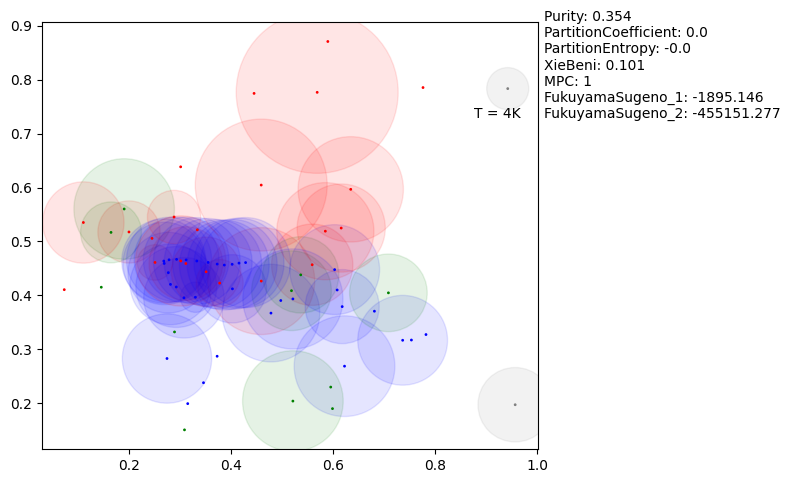 Purity: 0.354
PartitionCoefficient: 0.0
PartitionEntropy: -0.0
XieBeni: 0.101
MPC: 1
FukuyamaSugeno_1: -1895.146
FukuyamaSugeno_2: -455151.277
T = 4K
0.9
0.8
0.7
0.6
0.5
0.4
0.3
0.2
0.2
0.4
0.6
0.8
1.0